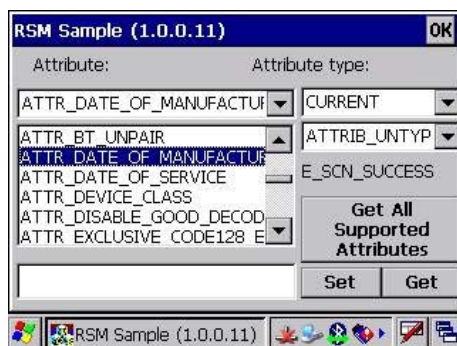 RSM Sample (1.0.0.11) OK
Attribute: Attribute type:
ATTR_DATE_OF_MANUFACTUF CURRENT
ATTR_BT_UNPAIR ATTRIB_UNTYP
ATTR_DATE_OF_MANUFACTUR
ATTR_DATE_OF_SERVICE E_SCN_SUCCESS
ATTR_DEVICE_CLASS
ATTR_DISABLE_GOOD_DECOD
ATTR_EXCLUSIVE_CODE128_E
Get All
Supported
Attributes
Set Get
RSM Sample (1.0.0.11)